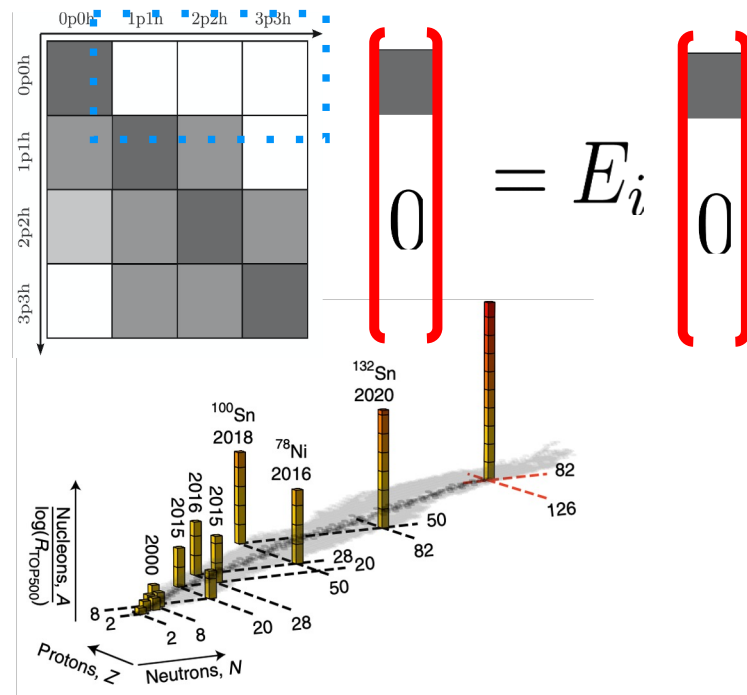 0p0h 1p1h 2p2h 3p3h
0p0h
1p1h
2p2h
3p3h
0
= E_i
0
¹³²Sn
2020
¹⁰⁰Sn
2018
⁷⁸Ni
2016
2015
2016
2015
2000
Nucleons, A
log(R_TOP500)
82
126
50
82
28
20
50
8
2
2
8
20
28
Protons, Z
Neutrons, N